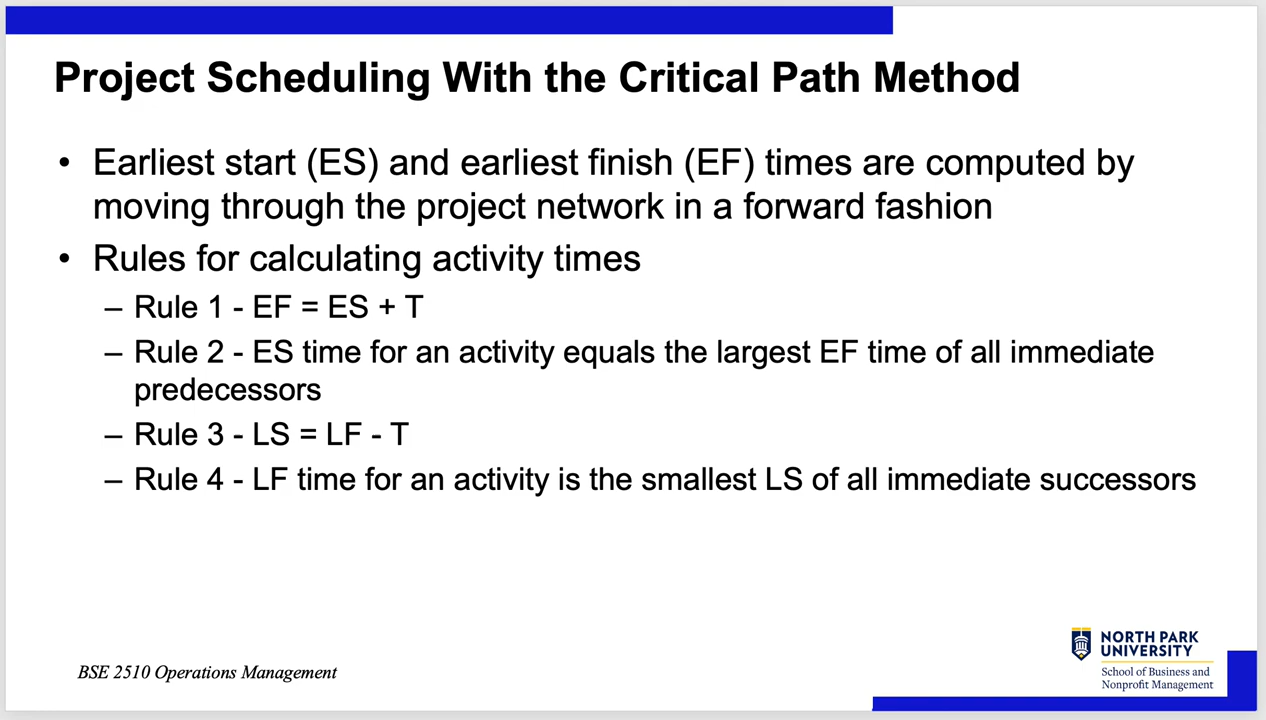 Project Scheduling With the Critical Path Method
• Earliest start (ES) and earliest finish (EF) times are computed by
moving through the project network in a forward fashion
• Rules for calculating activity times
– Rule 1 - EF = ES + T
– Rule 2 - ES time for an activity equals the largest EF time of all immediate
predecessors
– Rule 3 - LS = LF - T
– Rule 4 - LF time for an activity is the smallest LS of all immediate successors
BSE 2510 Operations Management
NORTH PARK
UNIVERSITY
School of Business and
Nonprofit Management